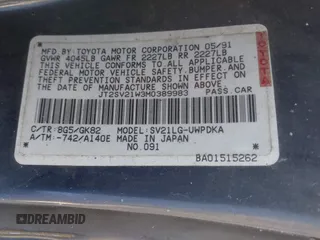 MFD.BY:TOYOTA MOTOR CORPORATION 05/91
GVWR 4045LB GAWR FR 2227LB RR 2227LB
THIS VEHICLE CONFORMS TO ALL APPLICABLE
FEDERAL MOTOR VEHICLE SAFETY,BUMPER,AND
THEFT PREVENTION STANDARDS IN EFFECT ON
THE DATE OF MANUFACTURE SHOWN ABOVE.
JT2SV21W3M0389983 PASS.CAR
C/TR:8G5/GK82 MODEL:SV21LG-UWPDKA
A/TM:-742/A140E MADE IN JAPAN
NO.091
BA01515262
TOYOTA
TOYOTA
DREAMBID